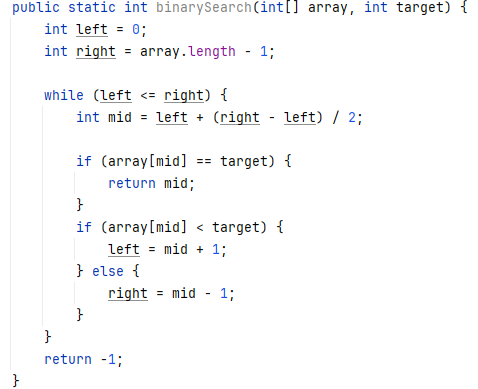 public static int binarySearch(int[] array, int target) {
    int left = 0;
    int right = array.length - 1;

    while (left <= right) {
        int mid = left + (right - left) / 2;

        if (array[mid] == target) {
            return mid;
        }
        if (array[mid] < target) {
            left = mid + 1;
        } else {
            right = mid - 1;
        }
    }
    return -1;
}